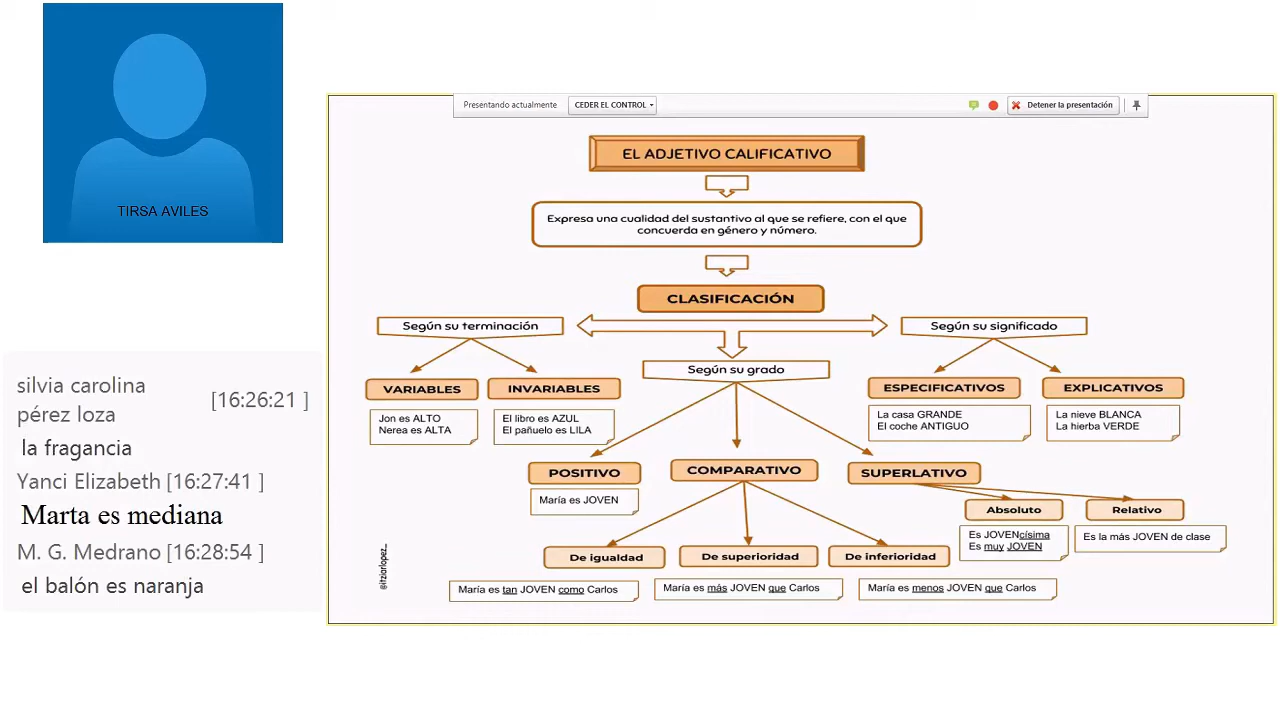 TIRSA AVILES
silvia carolina
pérez loza [16:26:21 ]
la fragancia
Yanci Elizabeth [16:27:41 ]
Marta es mediana
M. G. Medrano [16:28:54 ]
el balón es naranja
Presentando actualmente
CEDER EL CONTROL
Detener la presentación
EL ADJETIVO CALIFICATIVO
Expresa una cualidad del sustantivo al que se refiere, con el que
concuerda en género y número.
CLASIFICACIÓN
Según su terminación
VARIABLES
Jon es ALTO
Nerea es ALTA
INVARIABLES
El libro es AZUL
El pañuelo es LILA
Según su grado
POSITIVO
María es JOVEN
COMPARATIVO
De igualdad
María es tan JOVEN como Carlos
De superioridad
María es más JOVEN que Carlos
De inferioridad
María es menos JOVEN que Carlos
SUPERLATIVO
Absoluto
Es JOVENcísima
Es muy JOVEN
Relativo
Es la más JOVEN de clase
Según su significado
ESPECIFICATIVOS
La casa GRANDE
El coche ANTIGUO
EXPLICATIVOS
La nieve BLANCA
La hierba VERDE
@itziarlopez_